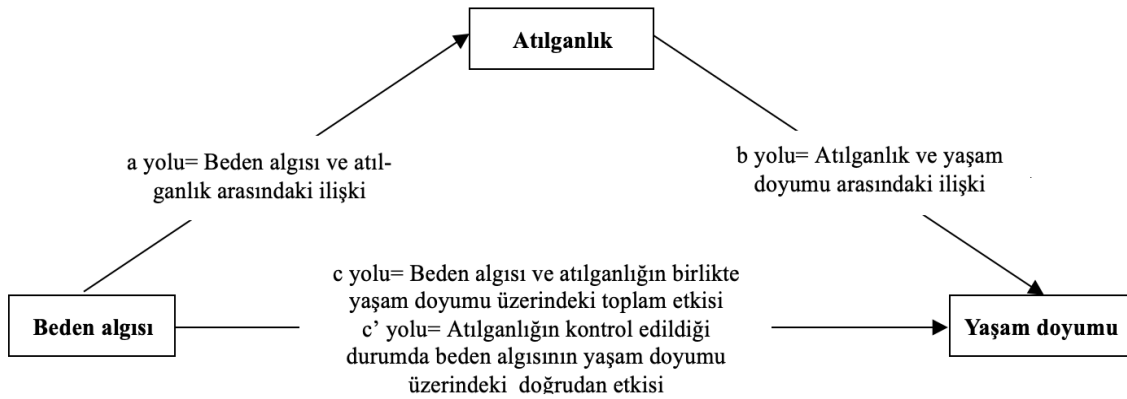 Atılganlık
a yolu= Beden algısı ve atıl-
ganlık arasındaki ilişki
b yolu= Atılganlık ve yaşam
doyumu arasındaki ilişki
c yolu= Beden algısı ve atılganlığın birlikte
yaşam doyumu üzerindeki toplam etkisi
c’ yolu= Atılganlığın kontrol edildiği
durumda beden algısının yaşam doyumu
üzerindeki doğrudan etkisi
Beden algısı
Yaşam doyumu